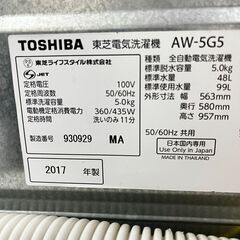 TOSHIBA 東芝電気洗濯機 AW-5G5
東芝ライフスタイル株式会社
JET
定格電圧 100V
定格周波数 50/60Hz
定格洗濯容量 5.0kg
電動機定格消費電力 360/435W
標準コース 洗いのみ11分
製造番号 930929 MA
2017 年製
種類 全自動電気洗濯機
標準脱水容量 5.0kg
標準水量 48L
標準使用水量 99L
外形寸法 幅 563mm
奥行 580mm
高さ 957mm
50/60Hz 共用
日本国内専用
Use only in Japan
MADE IN THAILAND